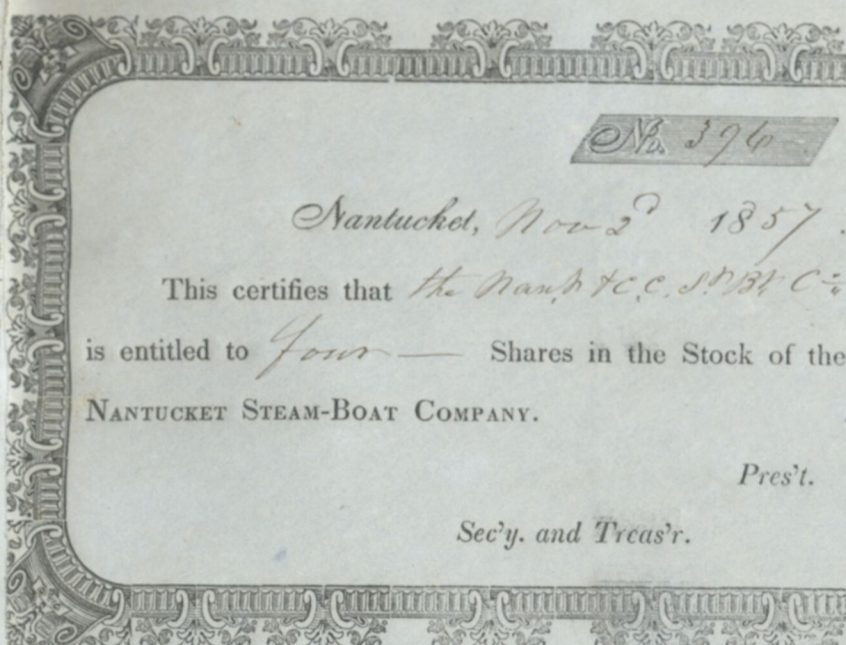 No. 396
Nantucket, Nov 2d 1857.
This certifies that the Nant. & C. C. St. Bt. Co.
is entitled to four — Shares in the Stock of the
NANTUCKET STEAM-BOAT COMPANY.
Pres't.
Sec'y. and Treas'r.